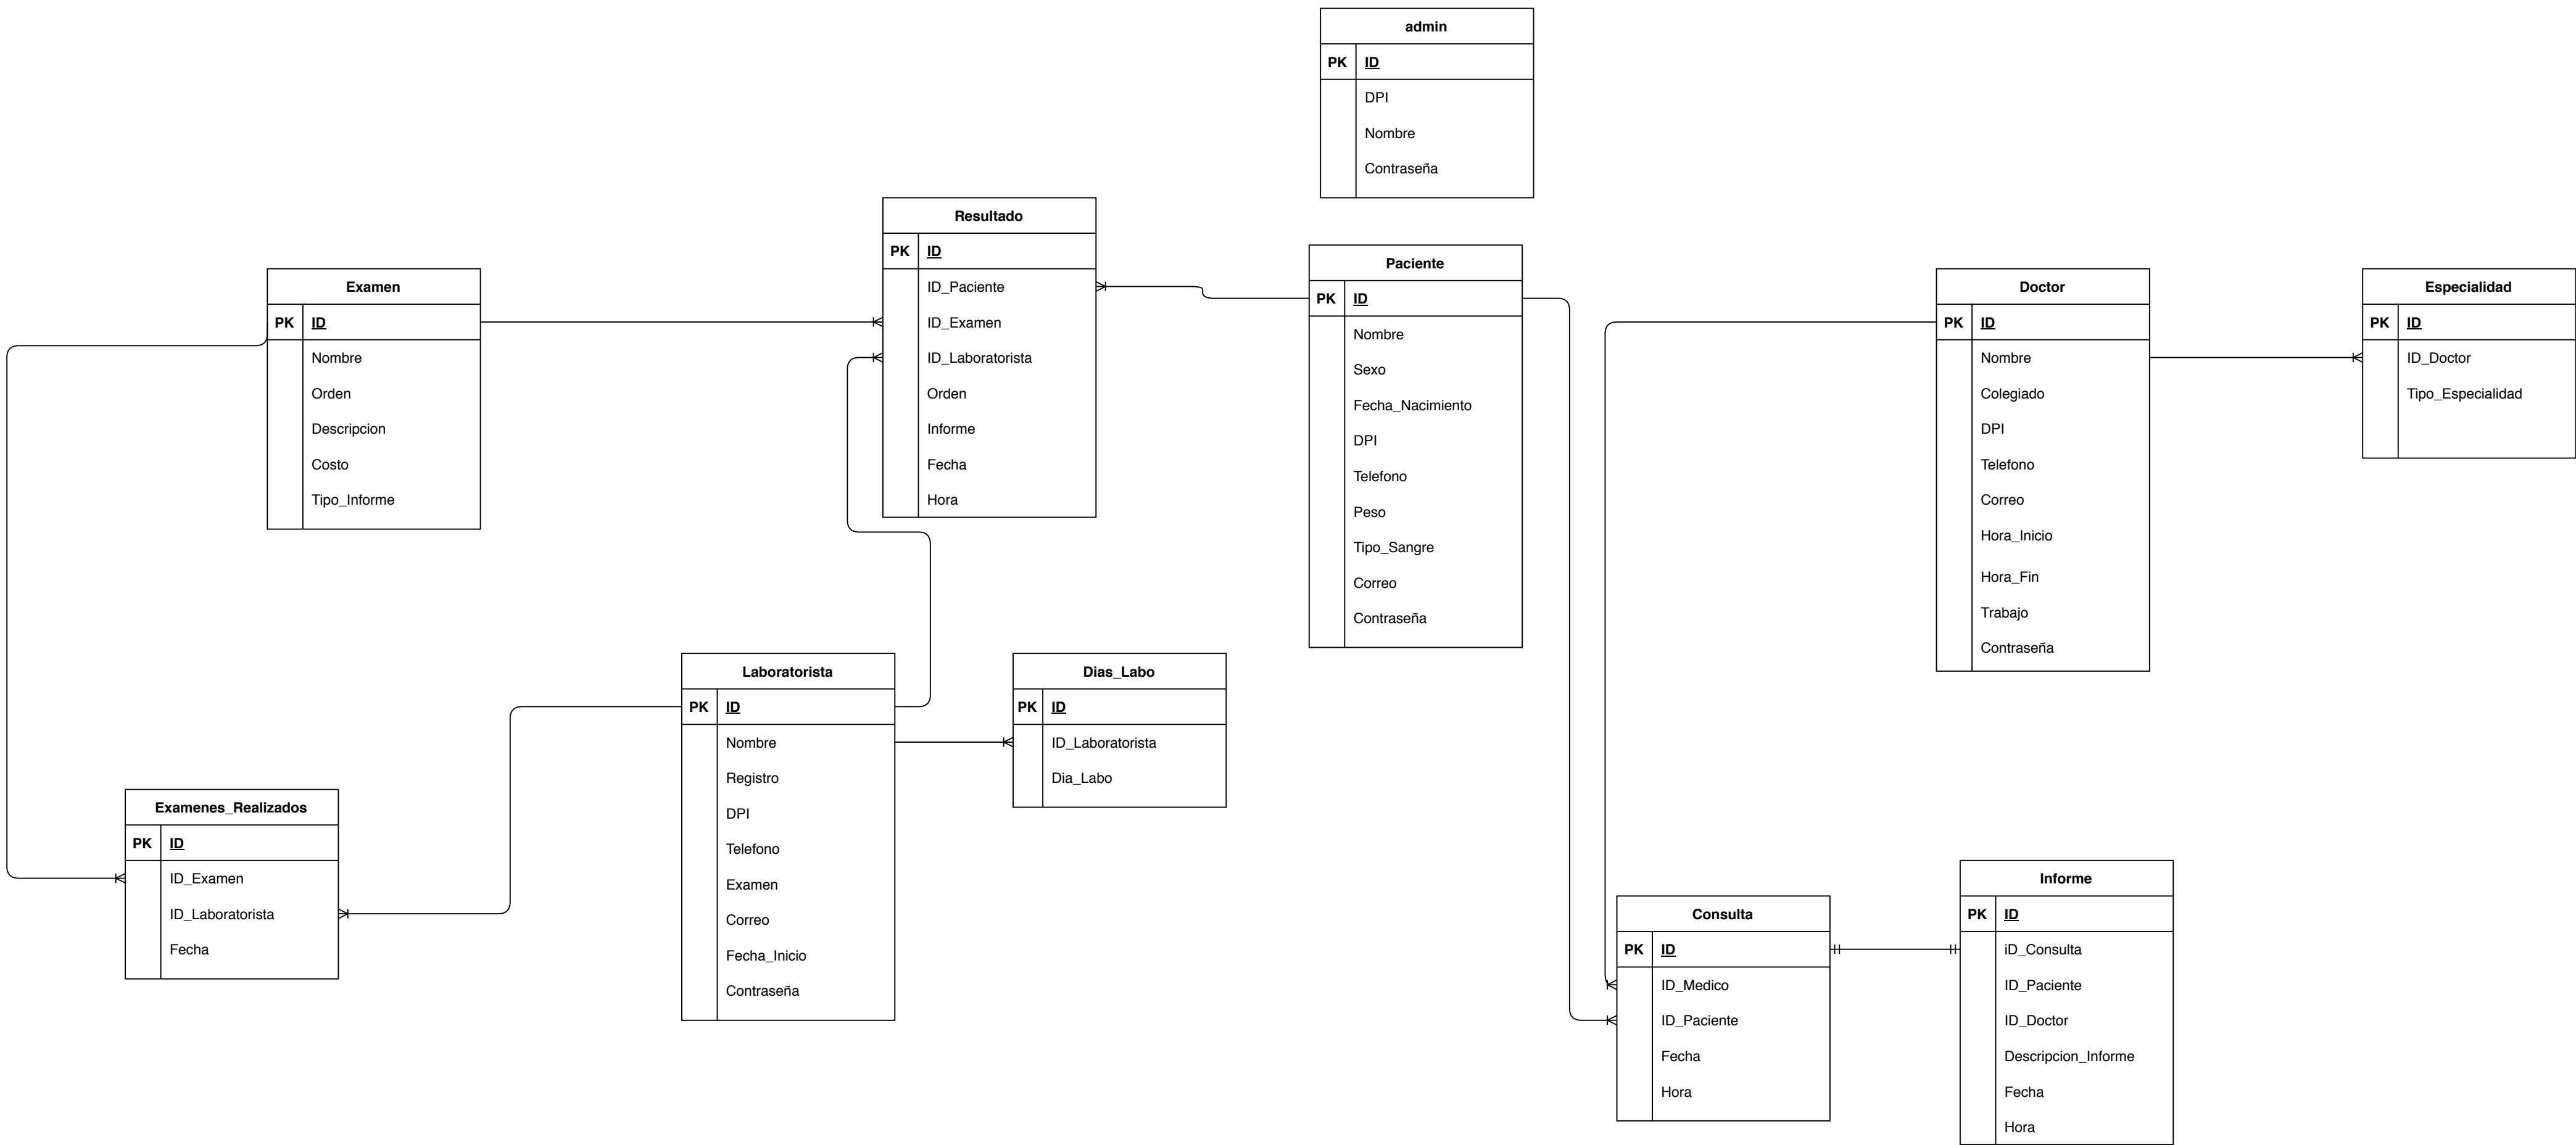 admin
PK ID
DPI
Nombre
Contraseña
Resultado
PK ID
ID_Paciente
ID_Examen
ID_Laboratorista
Orden
Informe
Fecha
Hora
Paciente
PK ID
Nombre
Sexo
Fecha_Nacimiento
DPI
Telefono
Peso
Tipo_Sangre
Correo
Contraseña
Examen
PK ID
Nombre
Orden
Descripcion
Costo
Tipo_Informe
Doctor
PK ID
Nombre
Colegiado
DPI
Telefono
Correo
Hora_Inicio
Hora_Fin
Trabajo
Contraseña
Especialidad
PK ID
ID_Doctor
Tipo_Especialidad
Laboratorista
PK ID
Nombre
Registro
DPI
Telefono
Examen
Correo
Fecha_Inicio
Contraseña
Dias_Labo
PK ID
ID_Laboratorista
Dia_Labo
Examenes_Realizados
PK ID
ID_Examen
ID_Laboratorista
Fecha
Consulta
PK ID
ID_Medico
ID_Paciente
Fecha
Hora
Informe
PK ID
iD_Consulta
ID_Paciente
ID_Doctor
Descripcion_Informe
Fecha
Hora